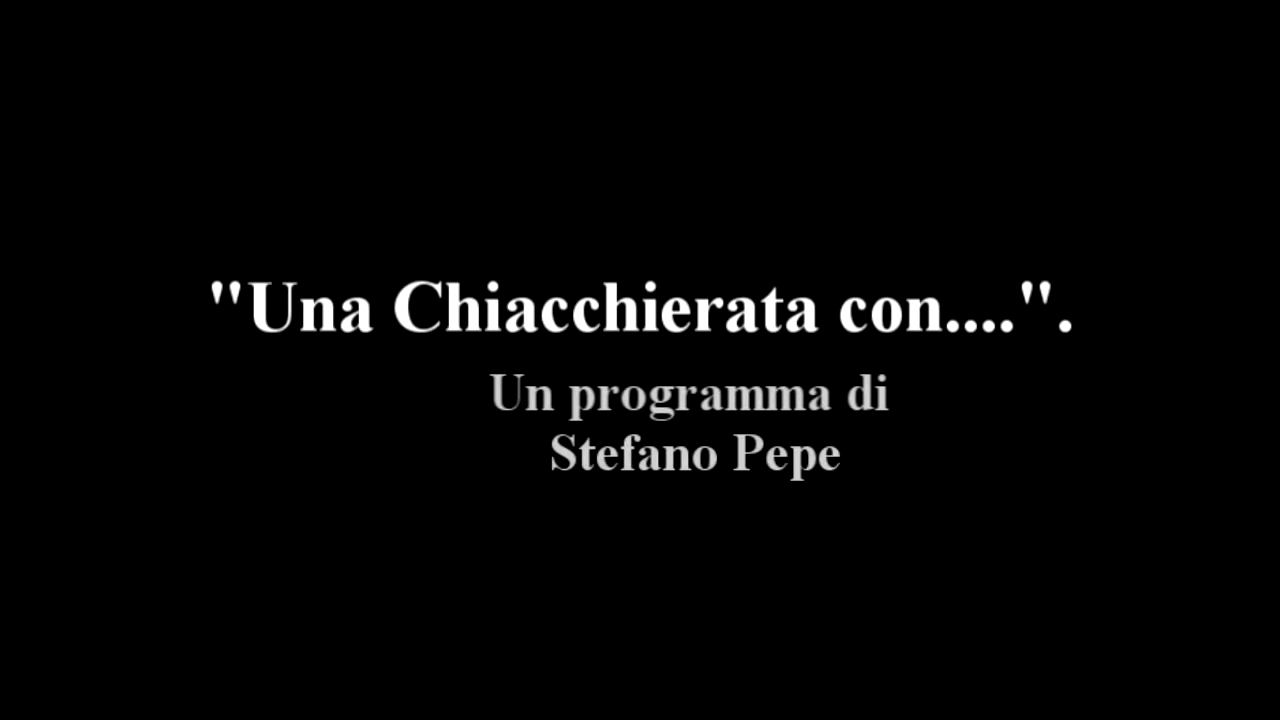 "Una Chiacchierata con....".
Un programma di
Stefano Pepe